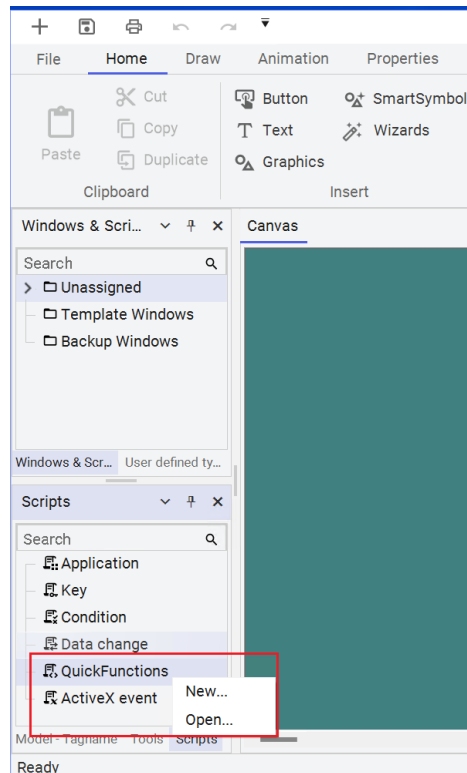 File Home Draw Animation Properties
Cut
Copy
Duplicate
Paste
Clipboard
Button SmartSymbol
Text Wizards
Graphics
Insert
Windows & Scri...
Search
Unassigned
Template Windows
Backup Windows
Windows & Scr... User defined ty...
Canvas
Scripts
Search
Application
Key
Condition
Data change
QuickFunctions
ActiveX event
New...
Open...
Model - Tagname Tools Scripts
Ready